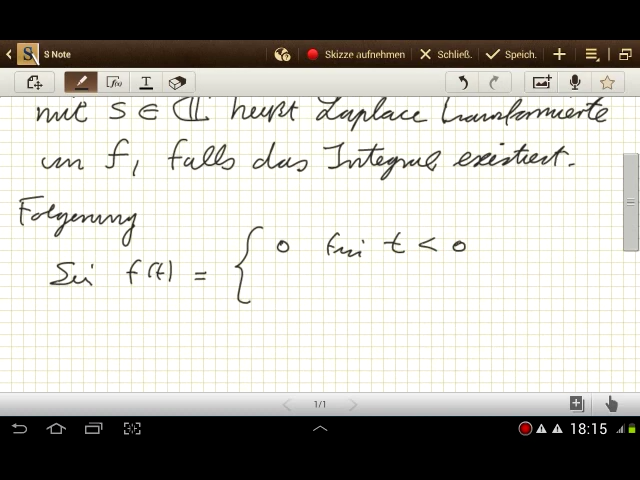 S Note
Skizze aufnehmen
Schließ.
Speich.
mit s ∈ ℂ heißt Laplace Transformierte
von f, falls das Integral existiert.
Folgerung
Sei f(t) = { 0 für t < 0
1/1
18:15